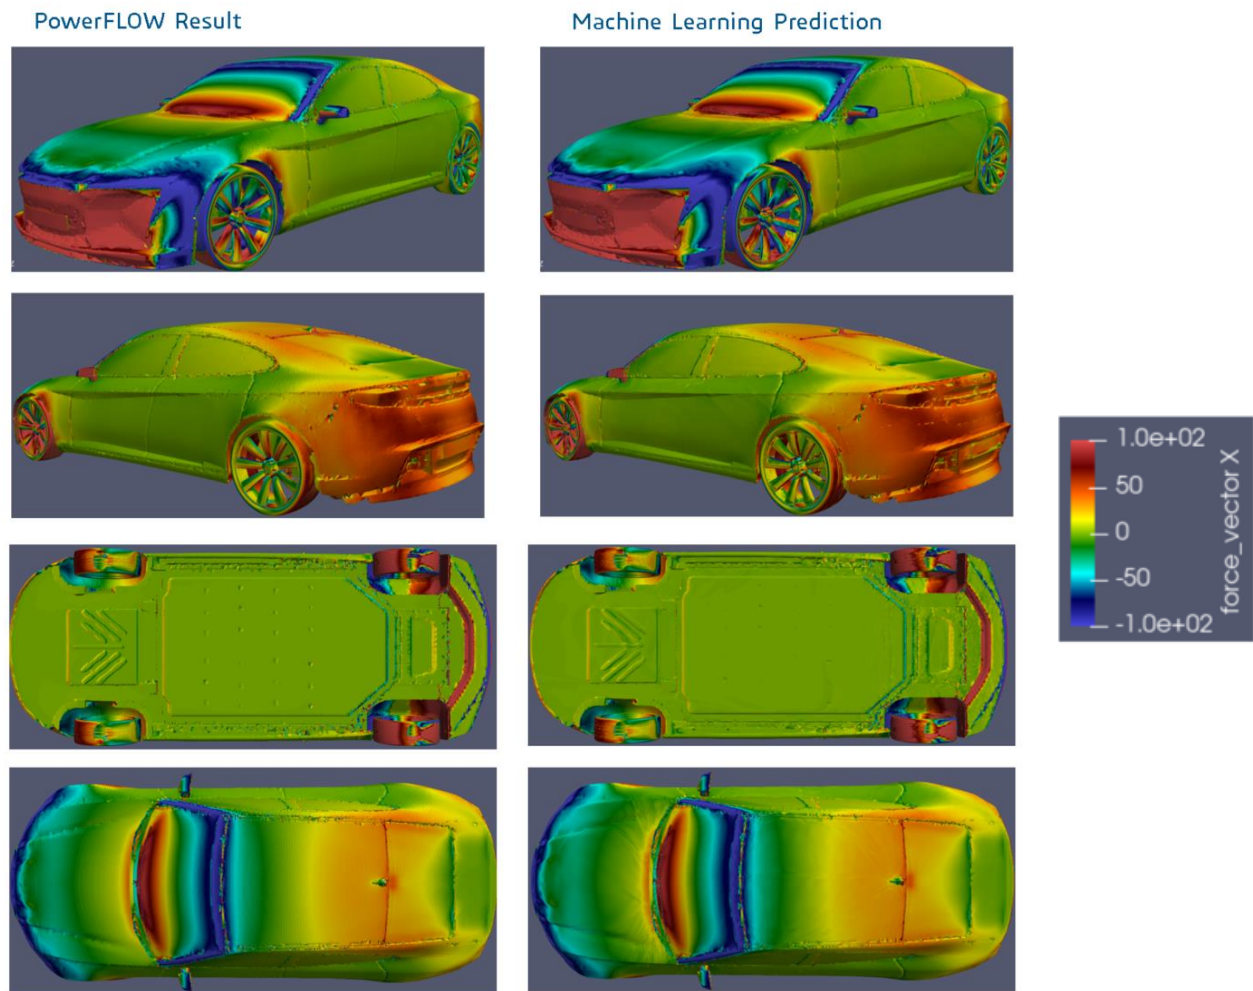 PowerFLOW Result
Machine Learning Prediction
1.0e+02
50
0
-50
-1.0e+02
force_vector X